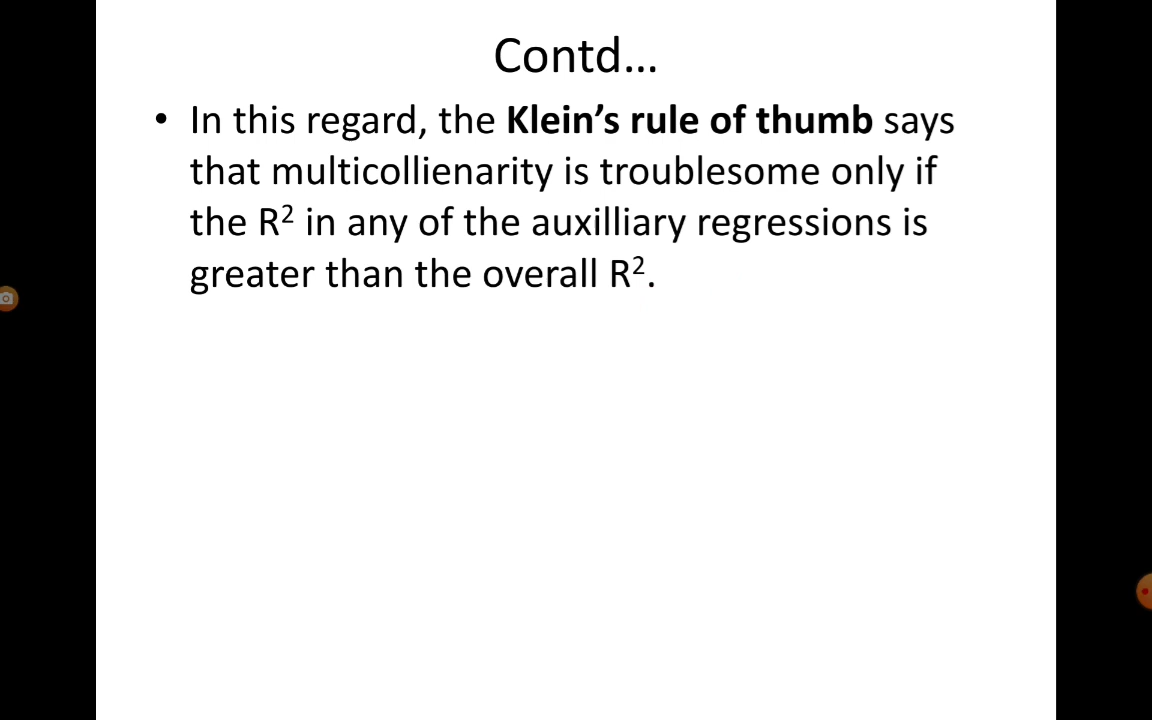 Contd…
• In this regard, the Klein’s rule of thumb says
that multicollienarity is troublesome only if
the R² in any of the auxilliary regressions is
greater than the overall R².